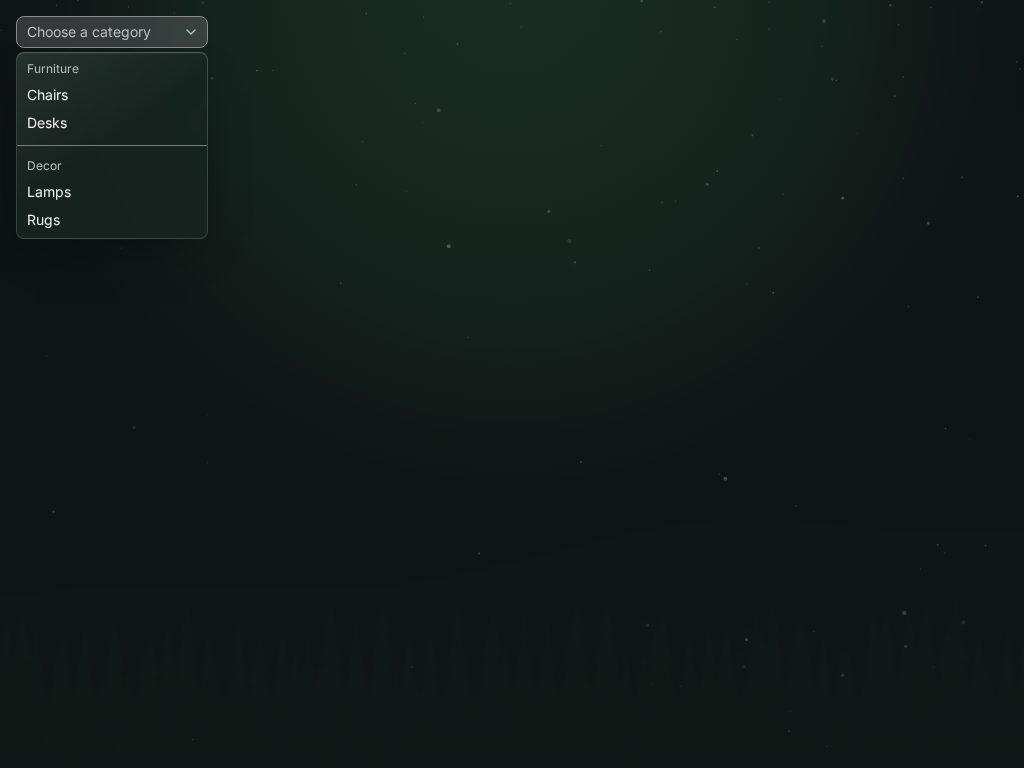 Choose a category
Furniture
Chairs
Desks
Decor
Lamps
Rugs